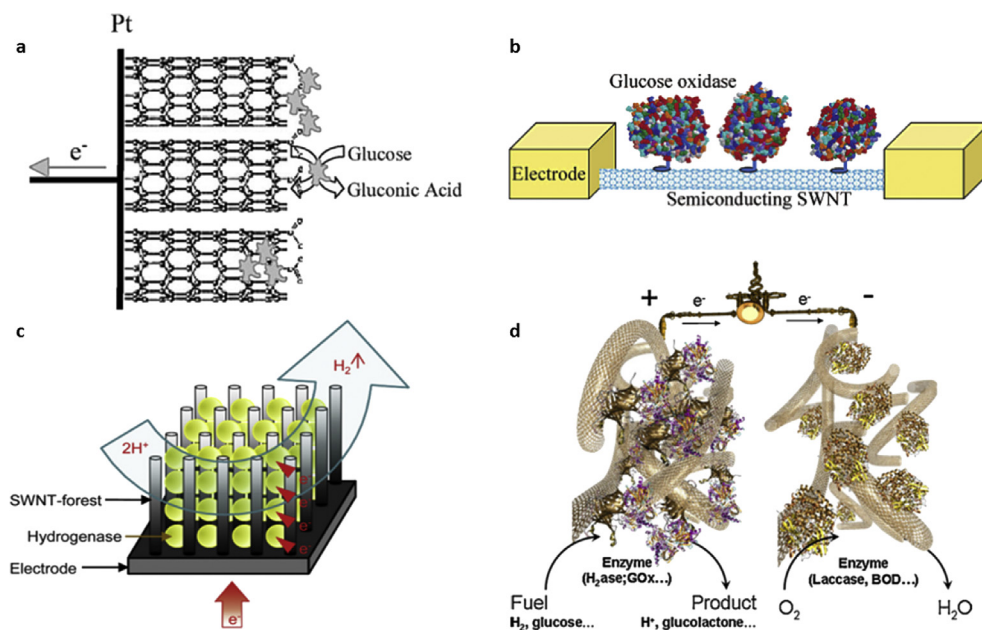 a
Pt
e-
Glucose
Gluconic Acid
b
Glucose oxidase
Electrode
Semiconducting SWNT
c
H2
2H+
SWNT-forest
Hydrogenase
Electrode
e-
e-
e-
e-
e-
d
+
e-
e-
-
Enzyme
(H2ase;GOx...)
Fuel
H2, glucose...
Product
H+, glucolactone...
Enzyme
(Laccase, BOD...)
O2
H2O